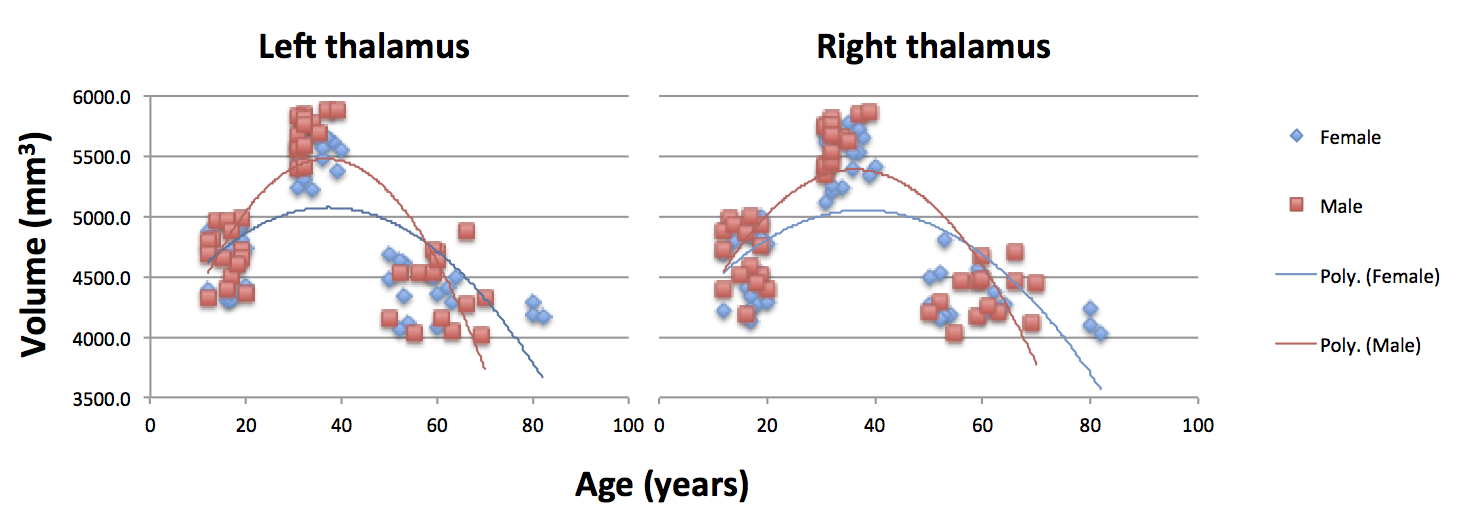 Left thalamus
Right thalamus
Volume (mm³)
6000.0
5500.0
5000.0
4500.0
4000.0
3500.0
0 20 40 60 80 100
0 20 40 60 80 100
Age (years)
Female
Male
Poly. (Female)
Poly. (Male)